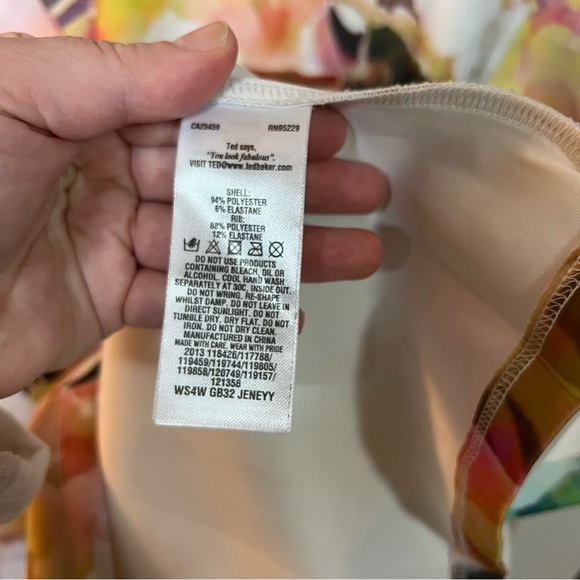 CA25459 RN95229
Ted says,
"You look fabulous".
VISIT TED@www.tedbaker.com
SHELL:
94% POLYESTER
6% ELASTANE
RIB:
88% POLYESTER
12% ELASTANE
DO NOT USE PRODUCTS
CONTAINING BLEACH, OIL OR
ALCOHOL. COOL HAND WASH
SEPARATELY AT 30C, INSIDE OUT.
DO NOT WRING. RE-SHAPE
WHILST DAMP. DO NOT LEAVE IN
DIRECT SUNLIGHT. DO NOT
TUMBLE DRY. DRY FLAT. DO NOT
IRON. DO NOT DRY CLEAN.
MANUFACTURED IN CHINA
MADE WITH CARE, WEAR WITH PRIDE
2013 118426/117788/
119459/119744/119805/
119858/120749/119157/
121358
WS4W GB32 JENEYY